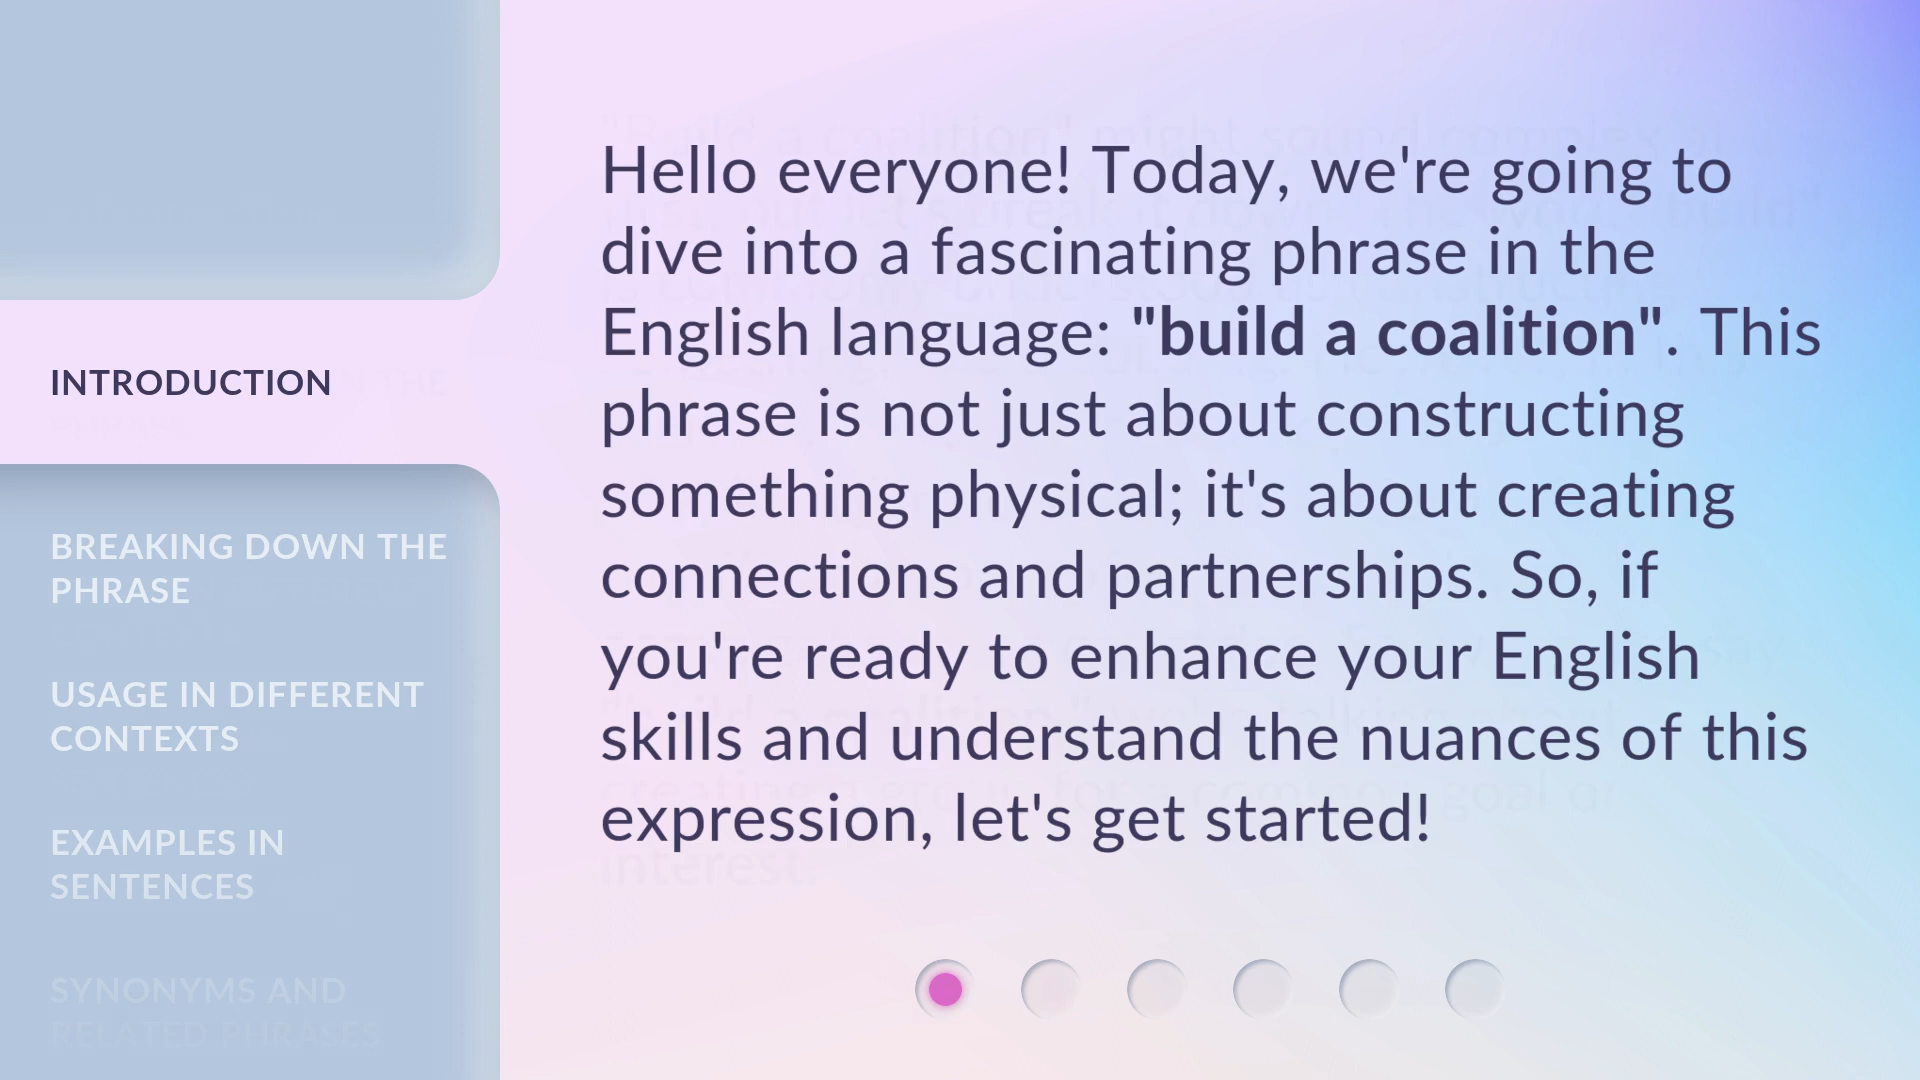 INTRODUCTION
BREAKING DOWN THE
PHRASE
USAGE IN DIFFERENT
CONTEXTS
EXAMPLES IN
SENTENCES
SYNONYMS AND
RELATED PHRASES
Hello everyone! Today, we're going to
dive into a fascinating phrase in the
English language: "build a coalition". This
phrase is not just about constructing
something physical; it's about creating
connections and partnerships. So, if
you're ready to enhance your English
skills and understand the nuances of this
expression, let's get started!